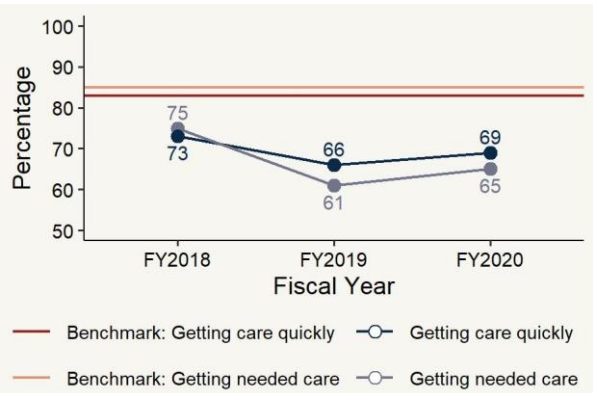 100
90
80
70
60
50
Percentage
75
73
66
61
69
65
FY2018 FY2019 FY2020
Fiscal Year
Benchmark: Getting care quickly Getting care quickly
Benchmark: Getting needed care Getting needed care